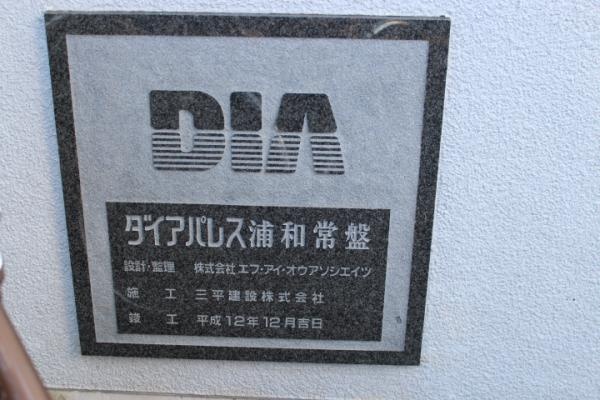 DIA
ダイアパレス浦和常盤
設計・監理 株式会社エフ・アイ・オウアソシエイツ
施工 三平建設株式会社
竣工 平成12年12月吉日